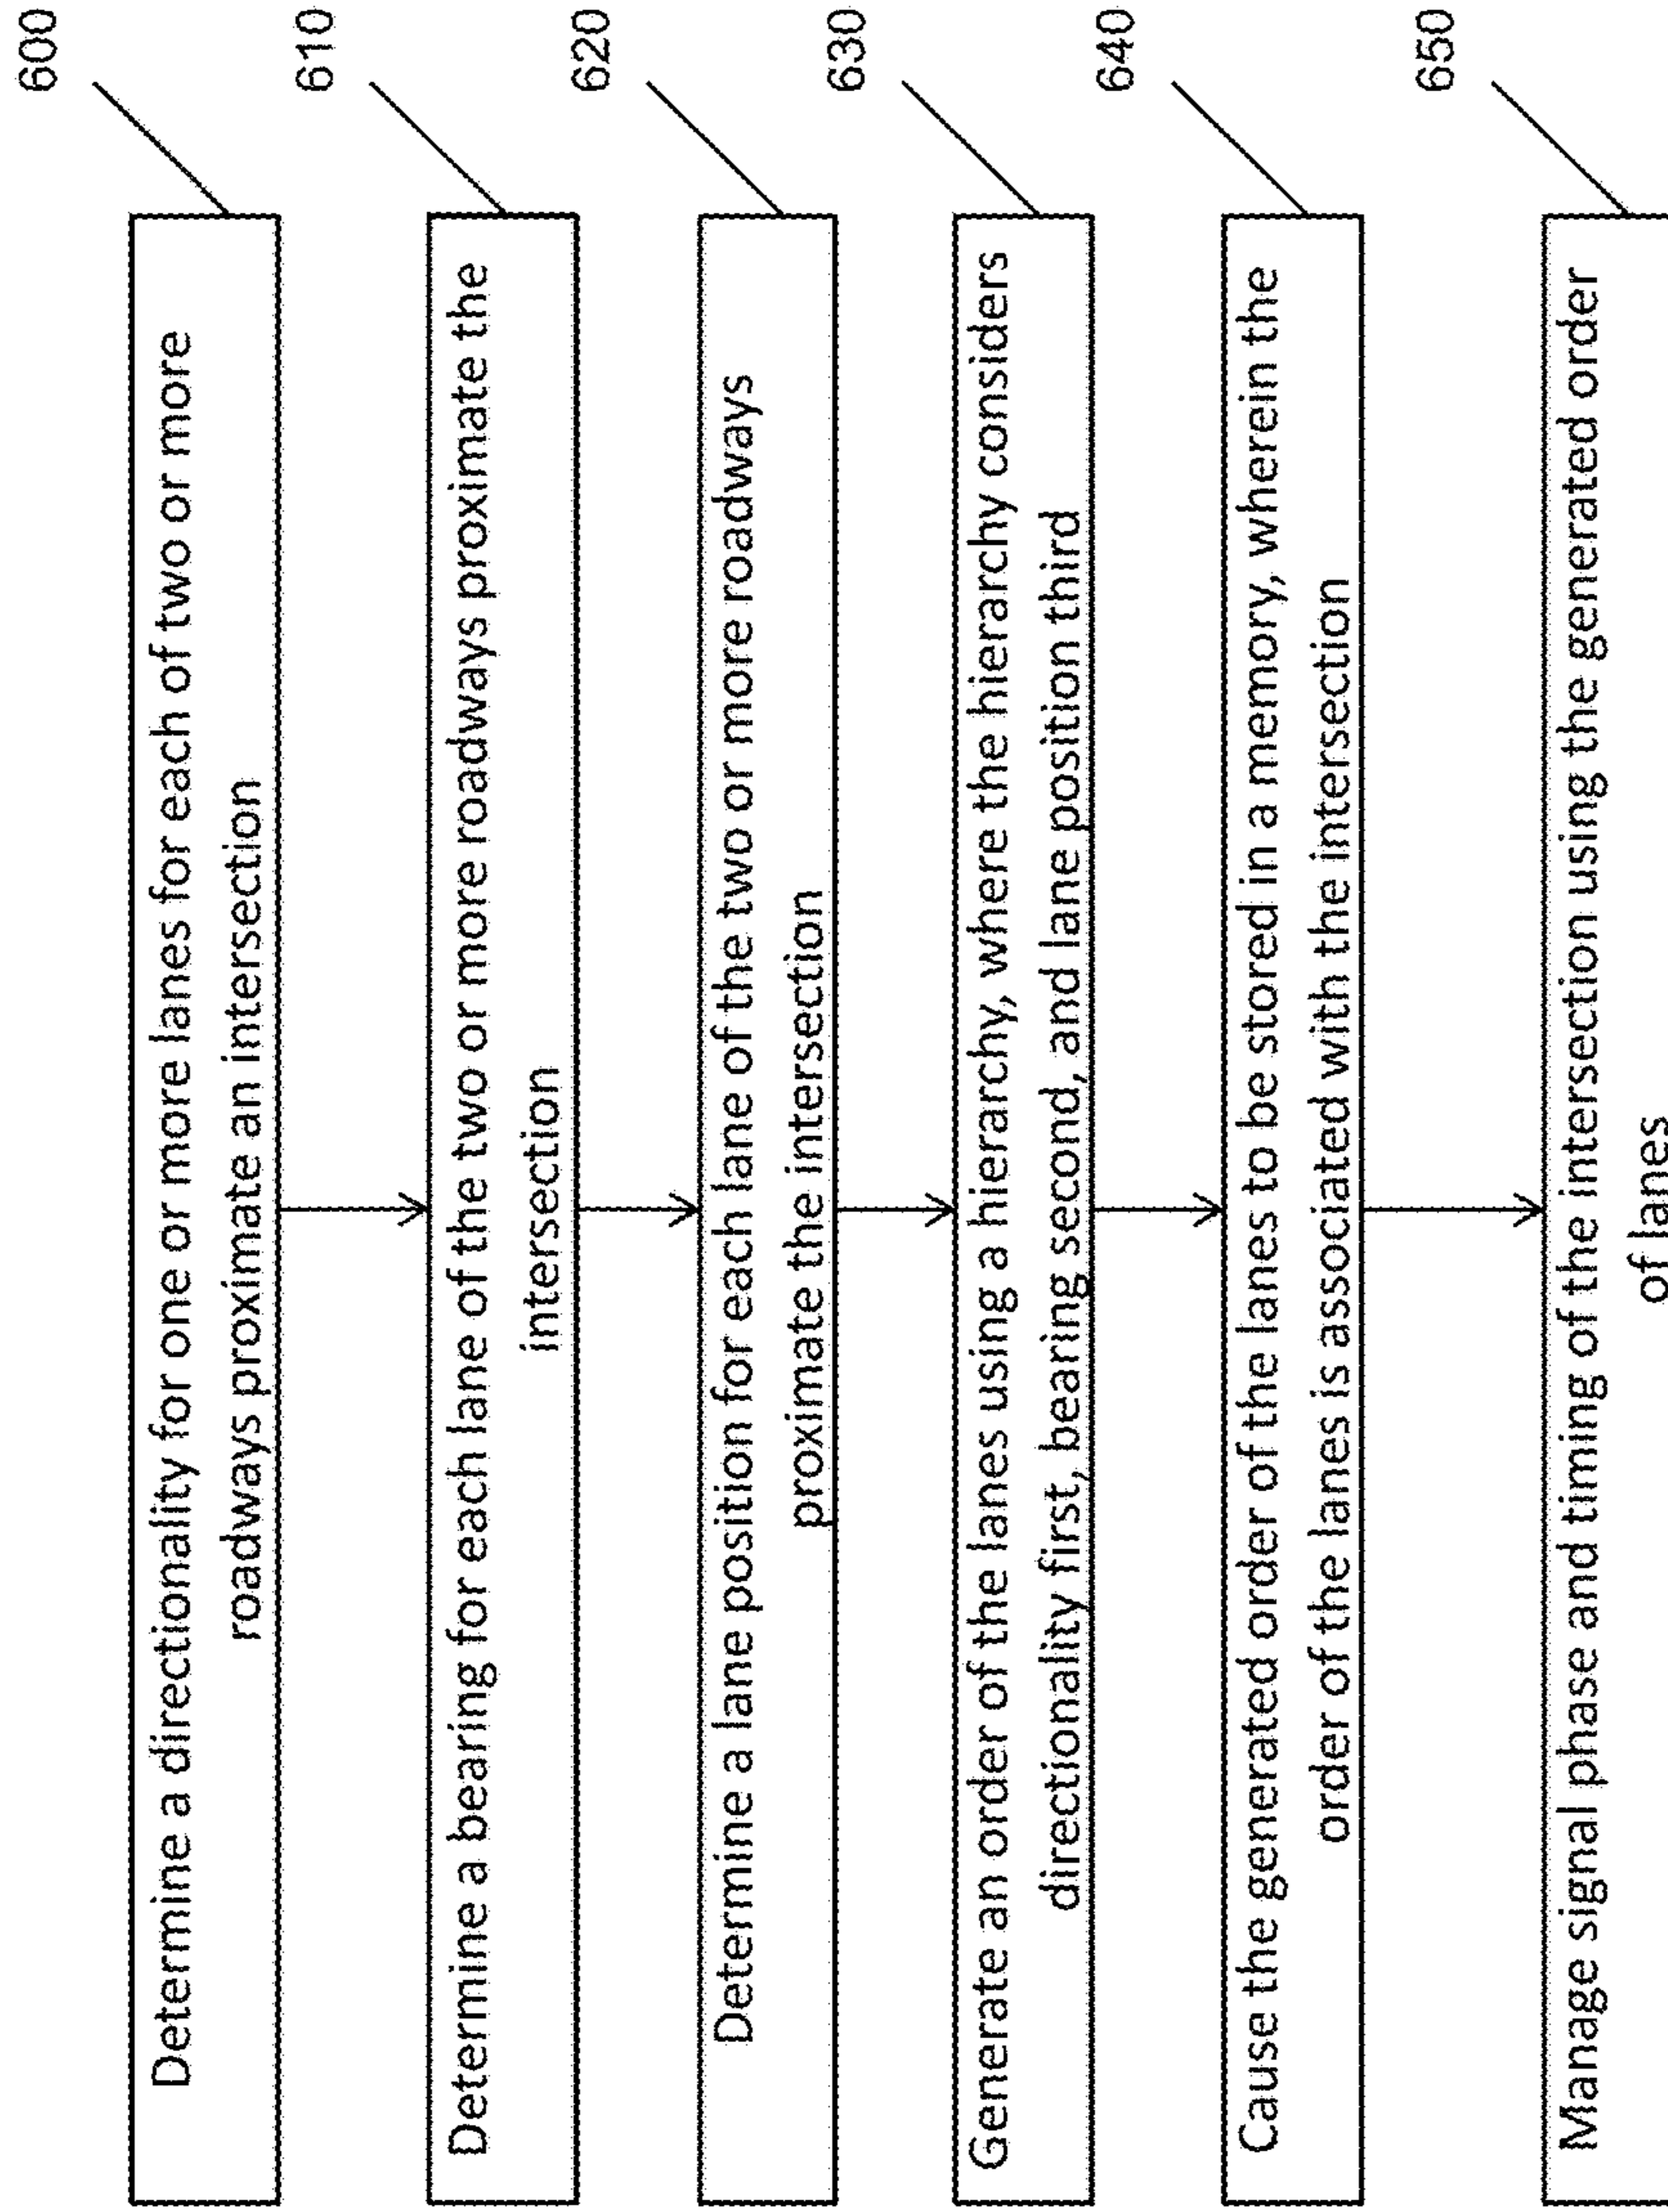 600
Determine a directionality for one or more lanes for each of two or more
roadways proximate an intersection
610
Determine a bearing for each lane of the two or more roadways proximate the
intersection
620
Determine a lane position for each lane of the two or more roadways
proximate the intersection
630
Generate an order of the lanes using a hierarchy, where the hierarchy considers
directionality first, bearing second, and lane position third
640
Cause the generated order of the lanes to be stored in a memory, wherein the
order of the lanes is associated with the intersection
650
Manage signal phase and timing of the intersection using the generated order
of lanes